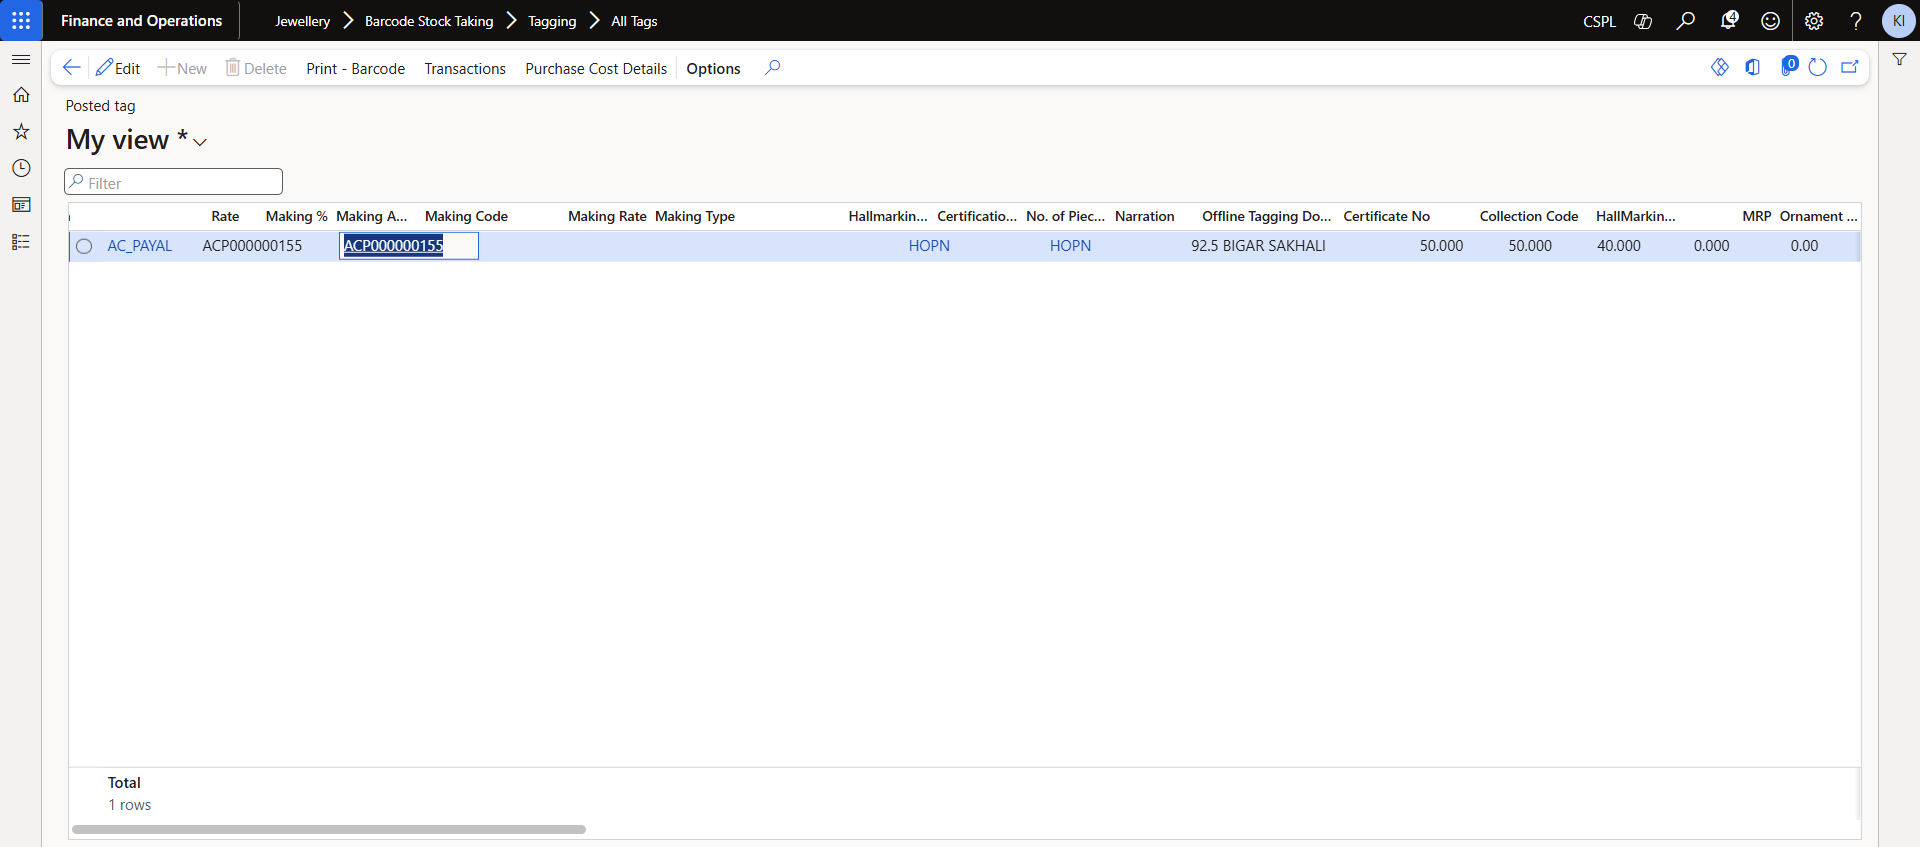 Finance and Operations Jewellery Barcode Stock Taking Tagging All Tags CSPL 4 ? KI
Edit New Delete Print - Barcode Transactions Purchase Cost Details Options 0
Posted tag
My view *
Filter
Rate Making % Making A... Making Code Making Rate Making Type Hallmarkin... Certificatio... No. of Piec... Narration Offline Tagging Do... Certificate No Collection Code HallMarkin... MRP Ornament ...
AC_PAYAL ACP000000155 ACP000000155 HOPN HOPN 92.5 BIGAR SAKHALI 50.000 50.000 40.000 0.000 0.00
Total
1 rows